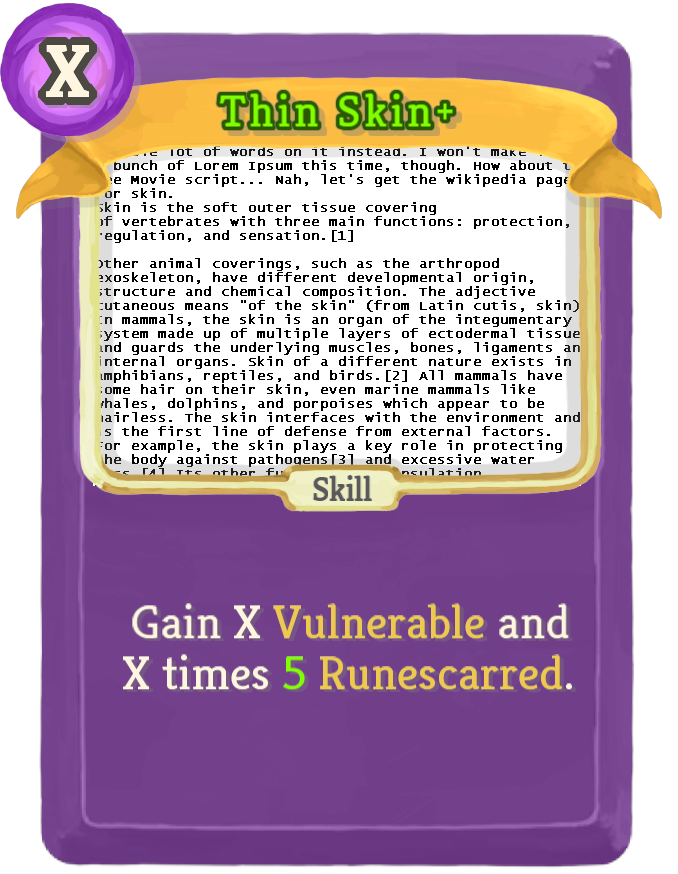 X
Thin Skin+
lot of words on it instead. I won't make
bunch of Lorem Ipsum this time, though. How about
Movie script... Nah, let's get the wikipedia page
for skin.
Skin is the soft outer tissue covering
of vertebrates with three main functions: protection,
regulation, and sensation.[1]
Other animal coverings, such as the arthropod
exoskeleton, have different developmental origin,
structure and chemical composition. The adjective
cutaneous means "of the skin" (from Latin cutis, skin)
In mammals, the skin is an organ of the integumentary
system made up of multiple layers of ectodermal tissue
and guards the underlying muscles, bones, ligaments an
internal organs. Skin of a different nature exists in
amphibians, reptiles, and birds.[2] All mammals have
some hair on their skin, even marine mammals like
whales, dolphins, and porpoises which appear to be
hairless. The skin interfaces with the environment and
is the first line of defense from external factors.
For example, the skin plays a key role in protecting
the body against pathogens[3] and excessive water
[4] Its other
Skill
Gain X Vulnerable and
X times 5 Runescarred.